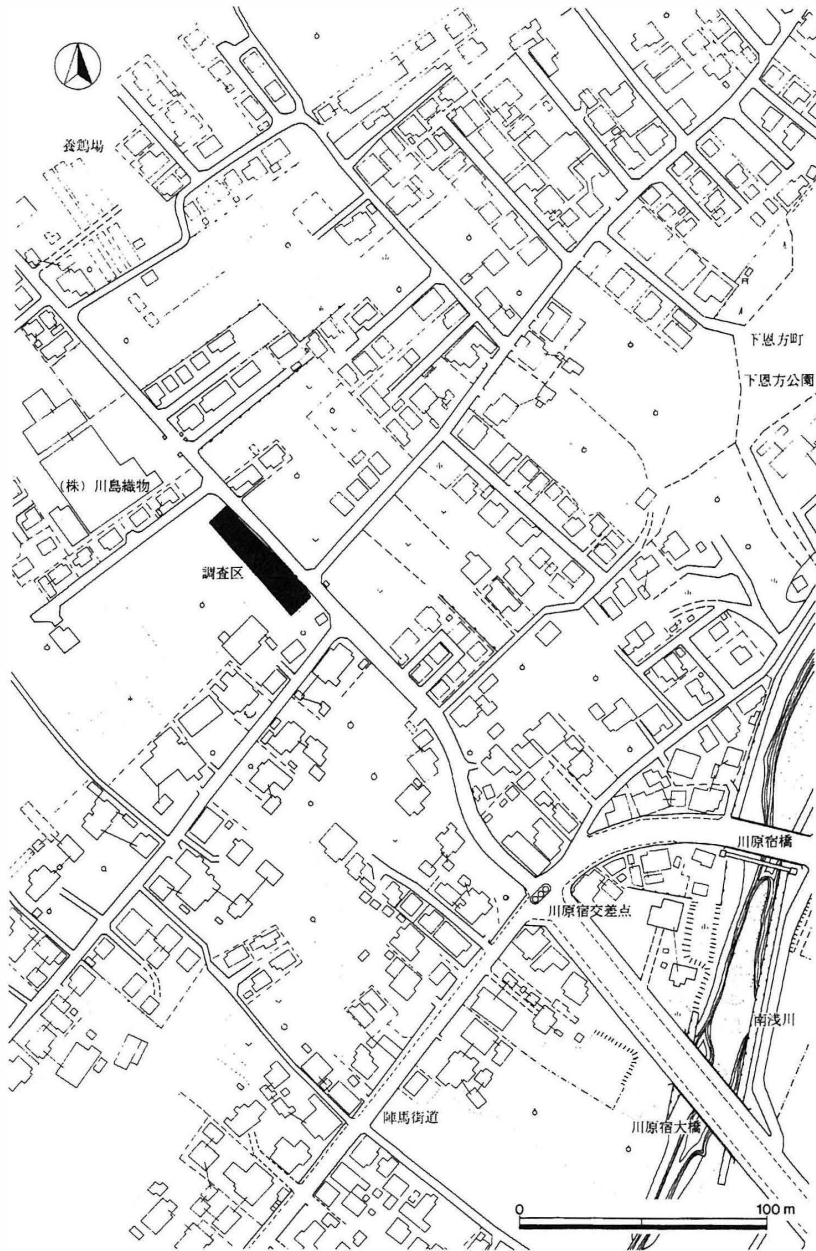 養鶏場
下恩方町
下恩方公園
(株)川島織物
調査区
川原宿橋
川原宿交差点
南浅川
陣馬街道
川原宿大橋
0 100 m